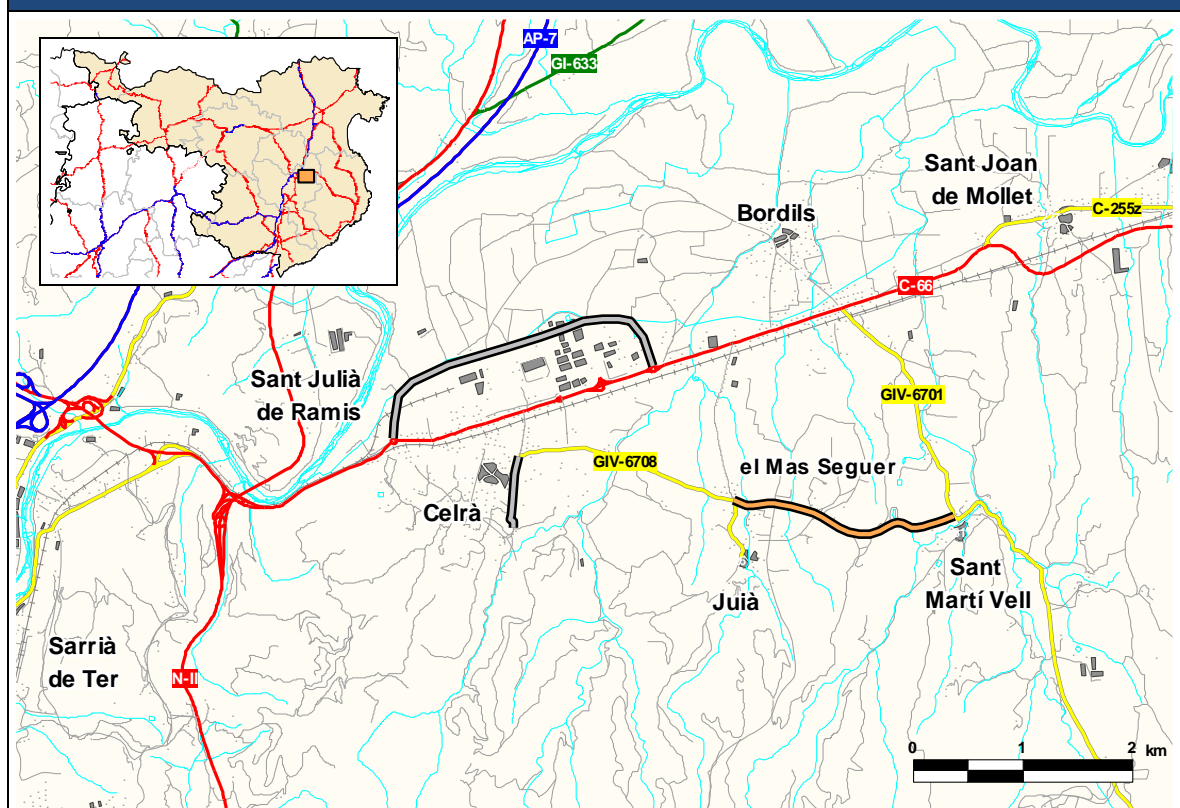 AP-7
GI-633
Sant Joan
de Mollet
C-255z
Bordils
C-66
Sant Julià
de Ramis
GIV-6701
GIV-6708
el Mas Seguer
Celrà
Sant
Martí Vell
Juià
Sarrià
de Ter
N-II
0 1 2 km